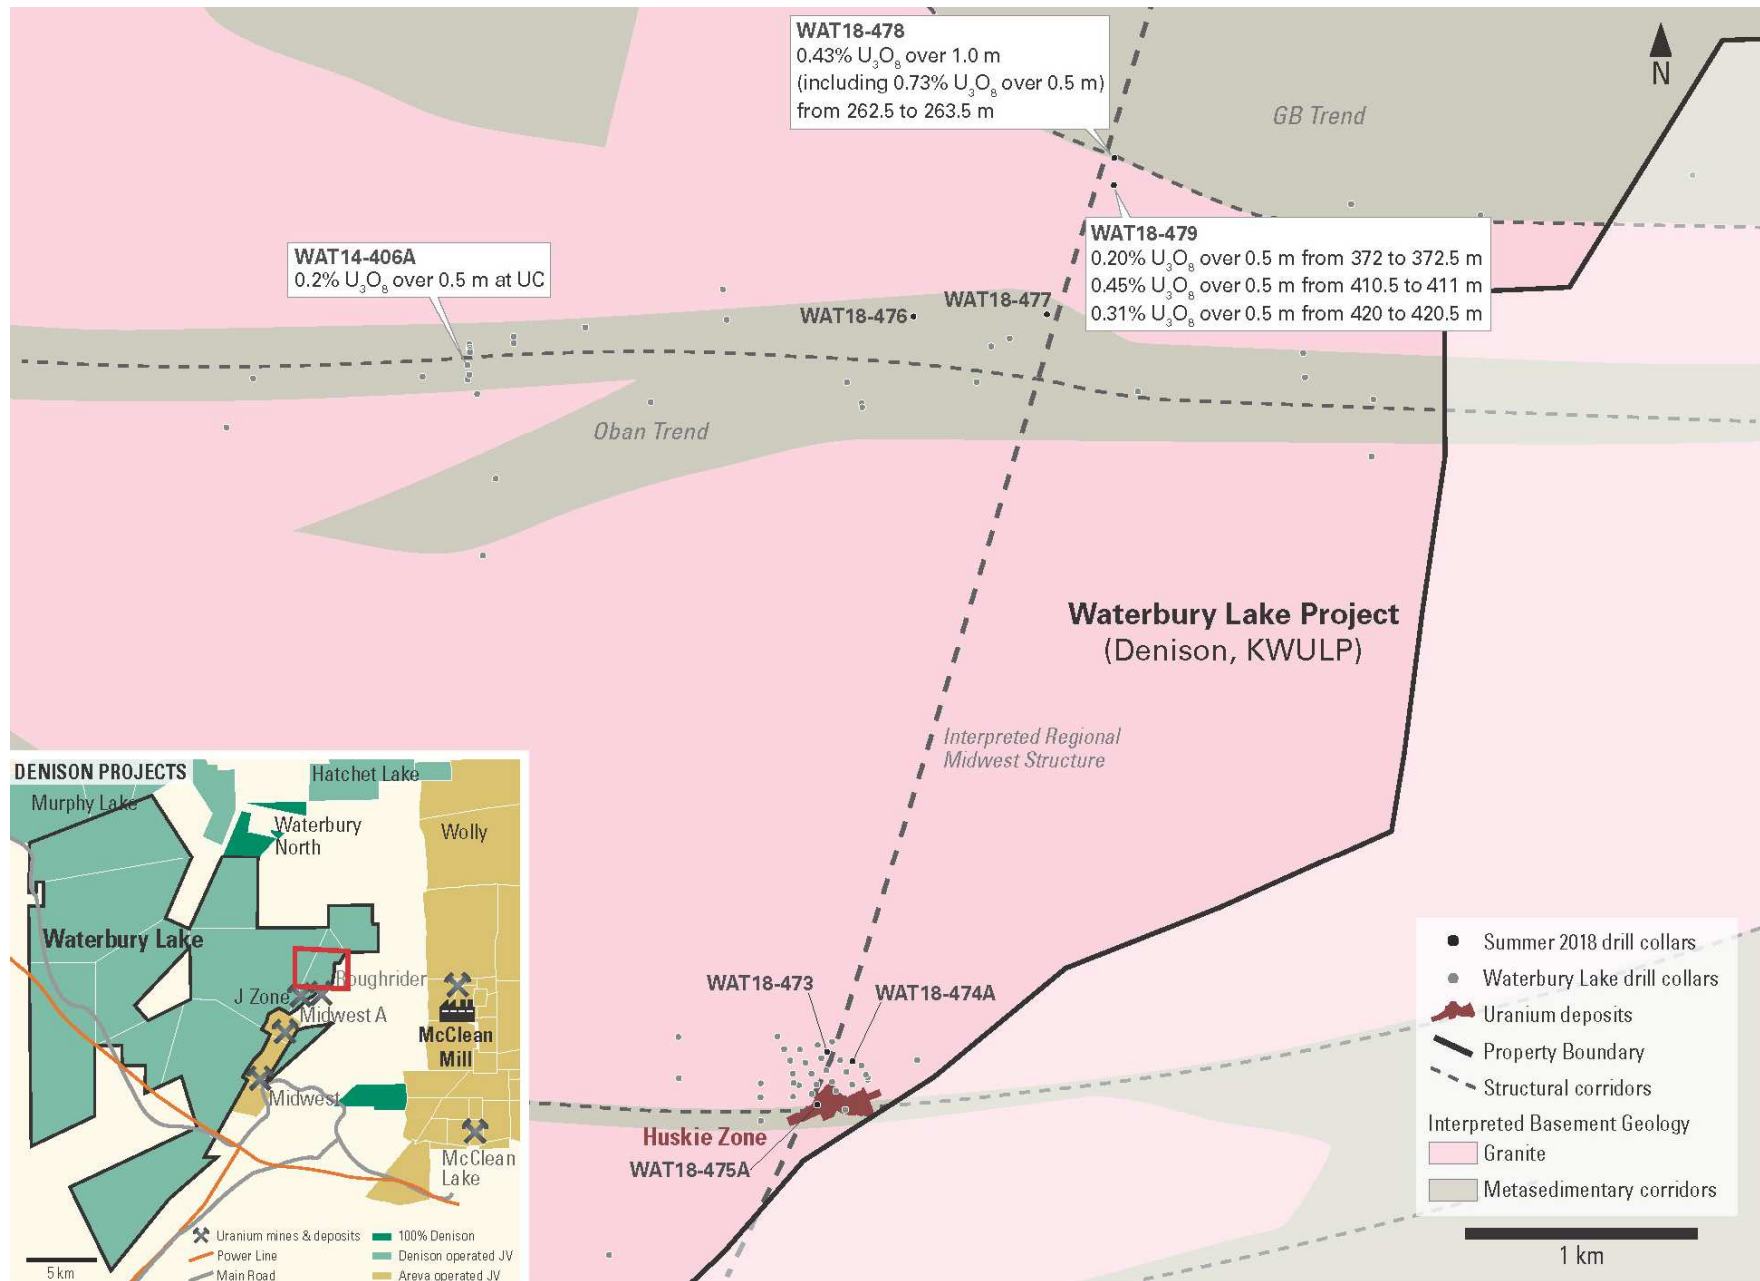 WAT18-478
0.43% U₃O₈ over 1.0 m
(including 0.73% U₃O₈ over 0.5 m)
from 262.5 to 263.5 m
N
GB Trend
WAT18-479
0.20% U₃O₈ over 0.5 m from 372 to 372.5 m
0.45% U₃O₈ over 0.5 m from 410.5 to 411 m
0.31% U₃O₈ over 0.5 m from 420 to 420.5 m
WAT14-406A
0.2% U₃O₈ over 0.5 m at UC
WAT18-476
WAT18-477
Oban Trend
Waterbury Lake Project
(Denison, KWULP)
Interpreted Regional
Midwest Structure
WAT18-473
WAT18-474A
Huskie Zone
WAT18-475A
DENISON PROJECTS
Murphy Lake
Hatchet Lake
Waterbury
North
Wolly
Waterbury Lake
Roughrider
J Zone
Midwest A
McClean
Mill
Midwest
McClean
Lake
Uranium mines & deposits
Power Line
Main Road
100% Denison
Denison operated JV
Areva operated JV
5 km
Summer 2018 drill collars
Waterbury Lake drill collars
Uranium deposits
Property Boundary
Structural corridors
Interpreted Basement Geology
Granite
Metasedimentary corridors
1 km